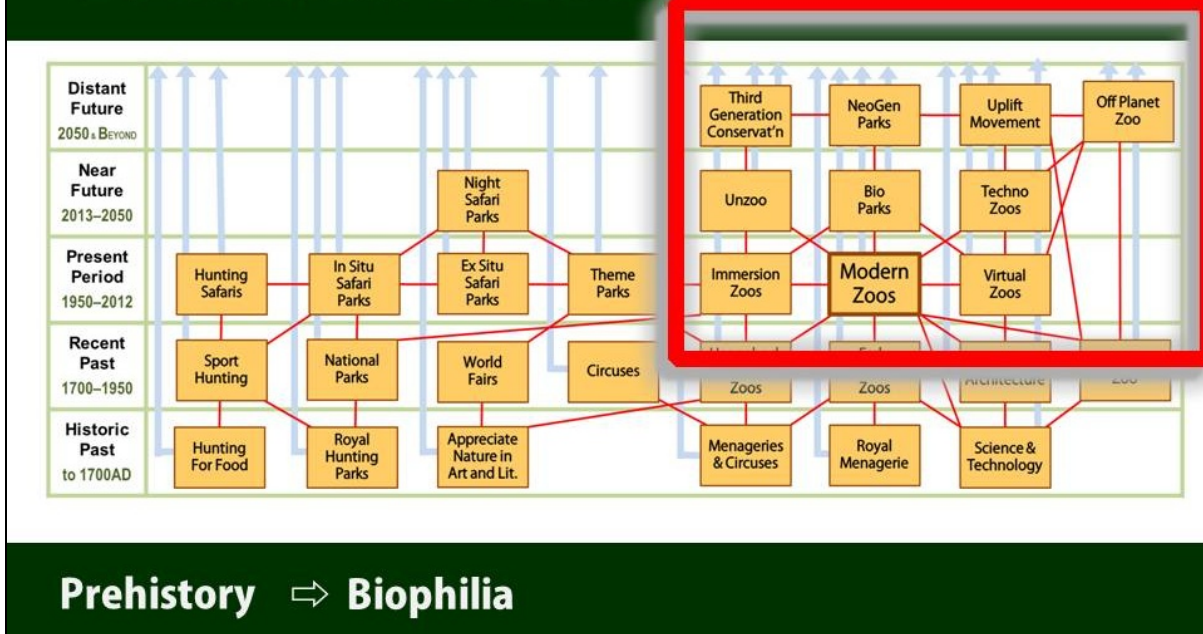 Distant
Future
2050 & BEYOND
Third
Generation
Conservat'n
NeoGen
Parks
Uplift
Movement
Off Planet
Zoo
Near
Future
2013–2050
Night
Safari
Parks
Unzoo
Bio
Parks
Techno
Zoos
Present
Period
1950–2012
Hunting
Safaris
In Situ
Safari
Parks
Ex Situ
Safari
Parks
Theme
Parks
Immersion
Zoos
Modern
Zoos
Virtual
Zoos
Recent
Past
1700–1950
Sport
Hunting
National
Parks
World
Fairs
Circuses
Zoos
Zoos
Architecture
Zoo
Historic
Past
to 1700AD
Hunting
For Food
Royal
Hunting
Parks
Appreciate
Nature in
Art and Lit.
Menageries
& Circuses
Royal
Menagerie
Science &
Technology
Prehistory ⇨ Biophilia